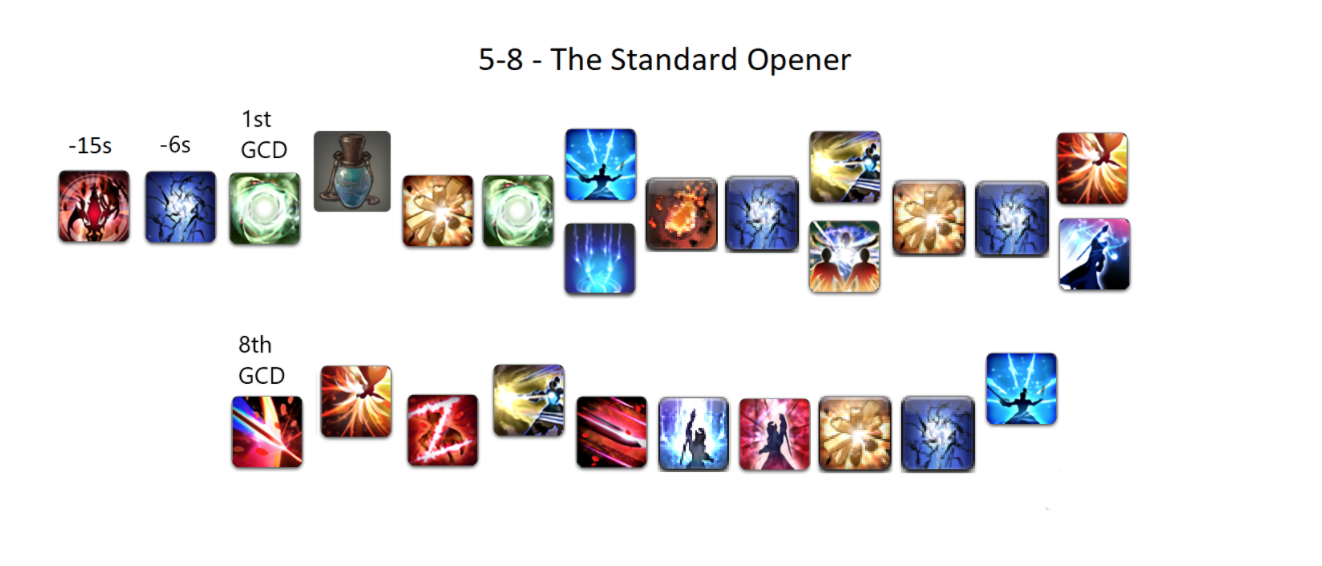 5-8 - The Standard Opener
-15s
-6s
1st
GCD
8th
GCD